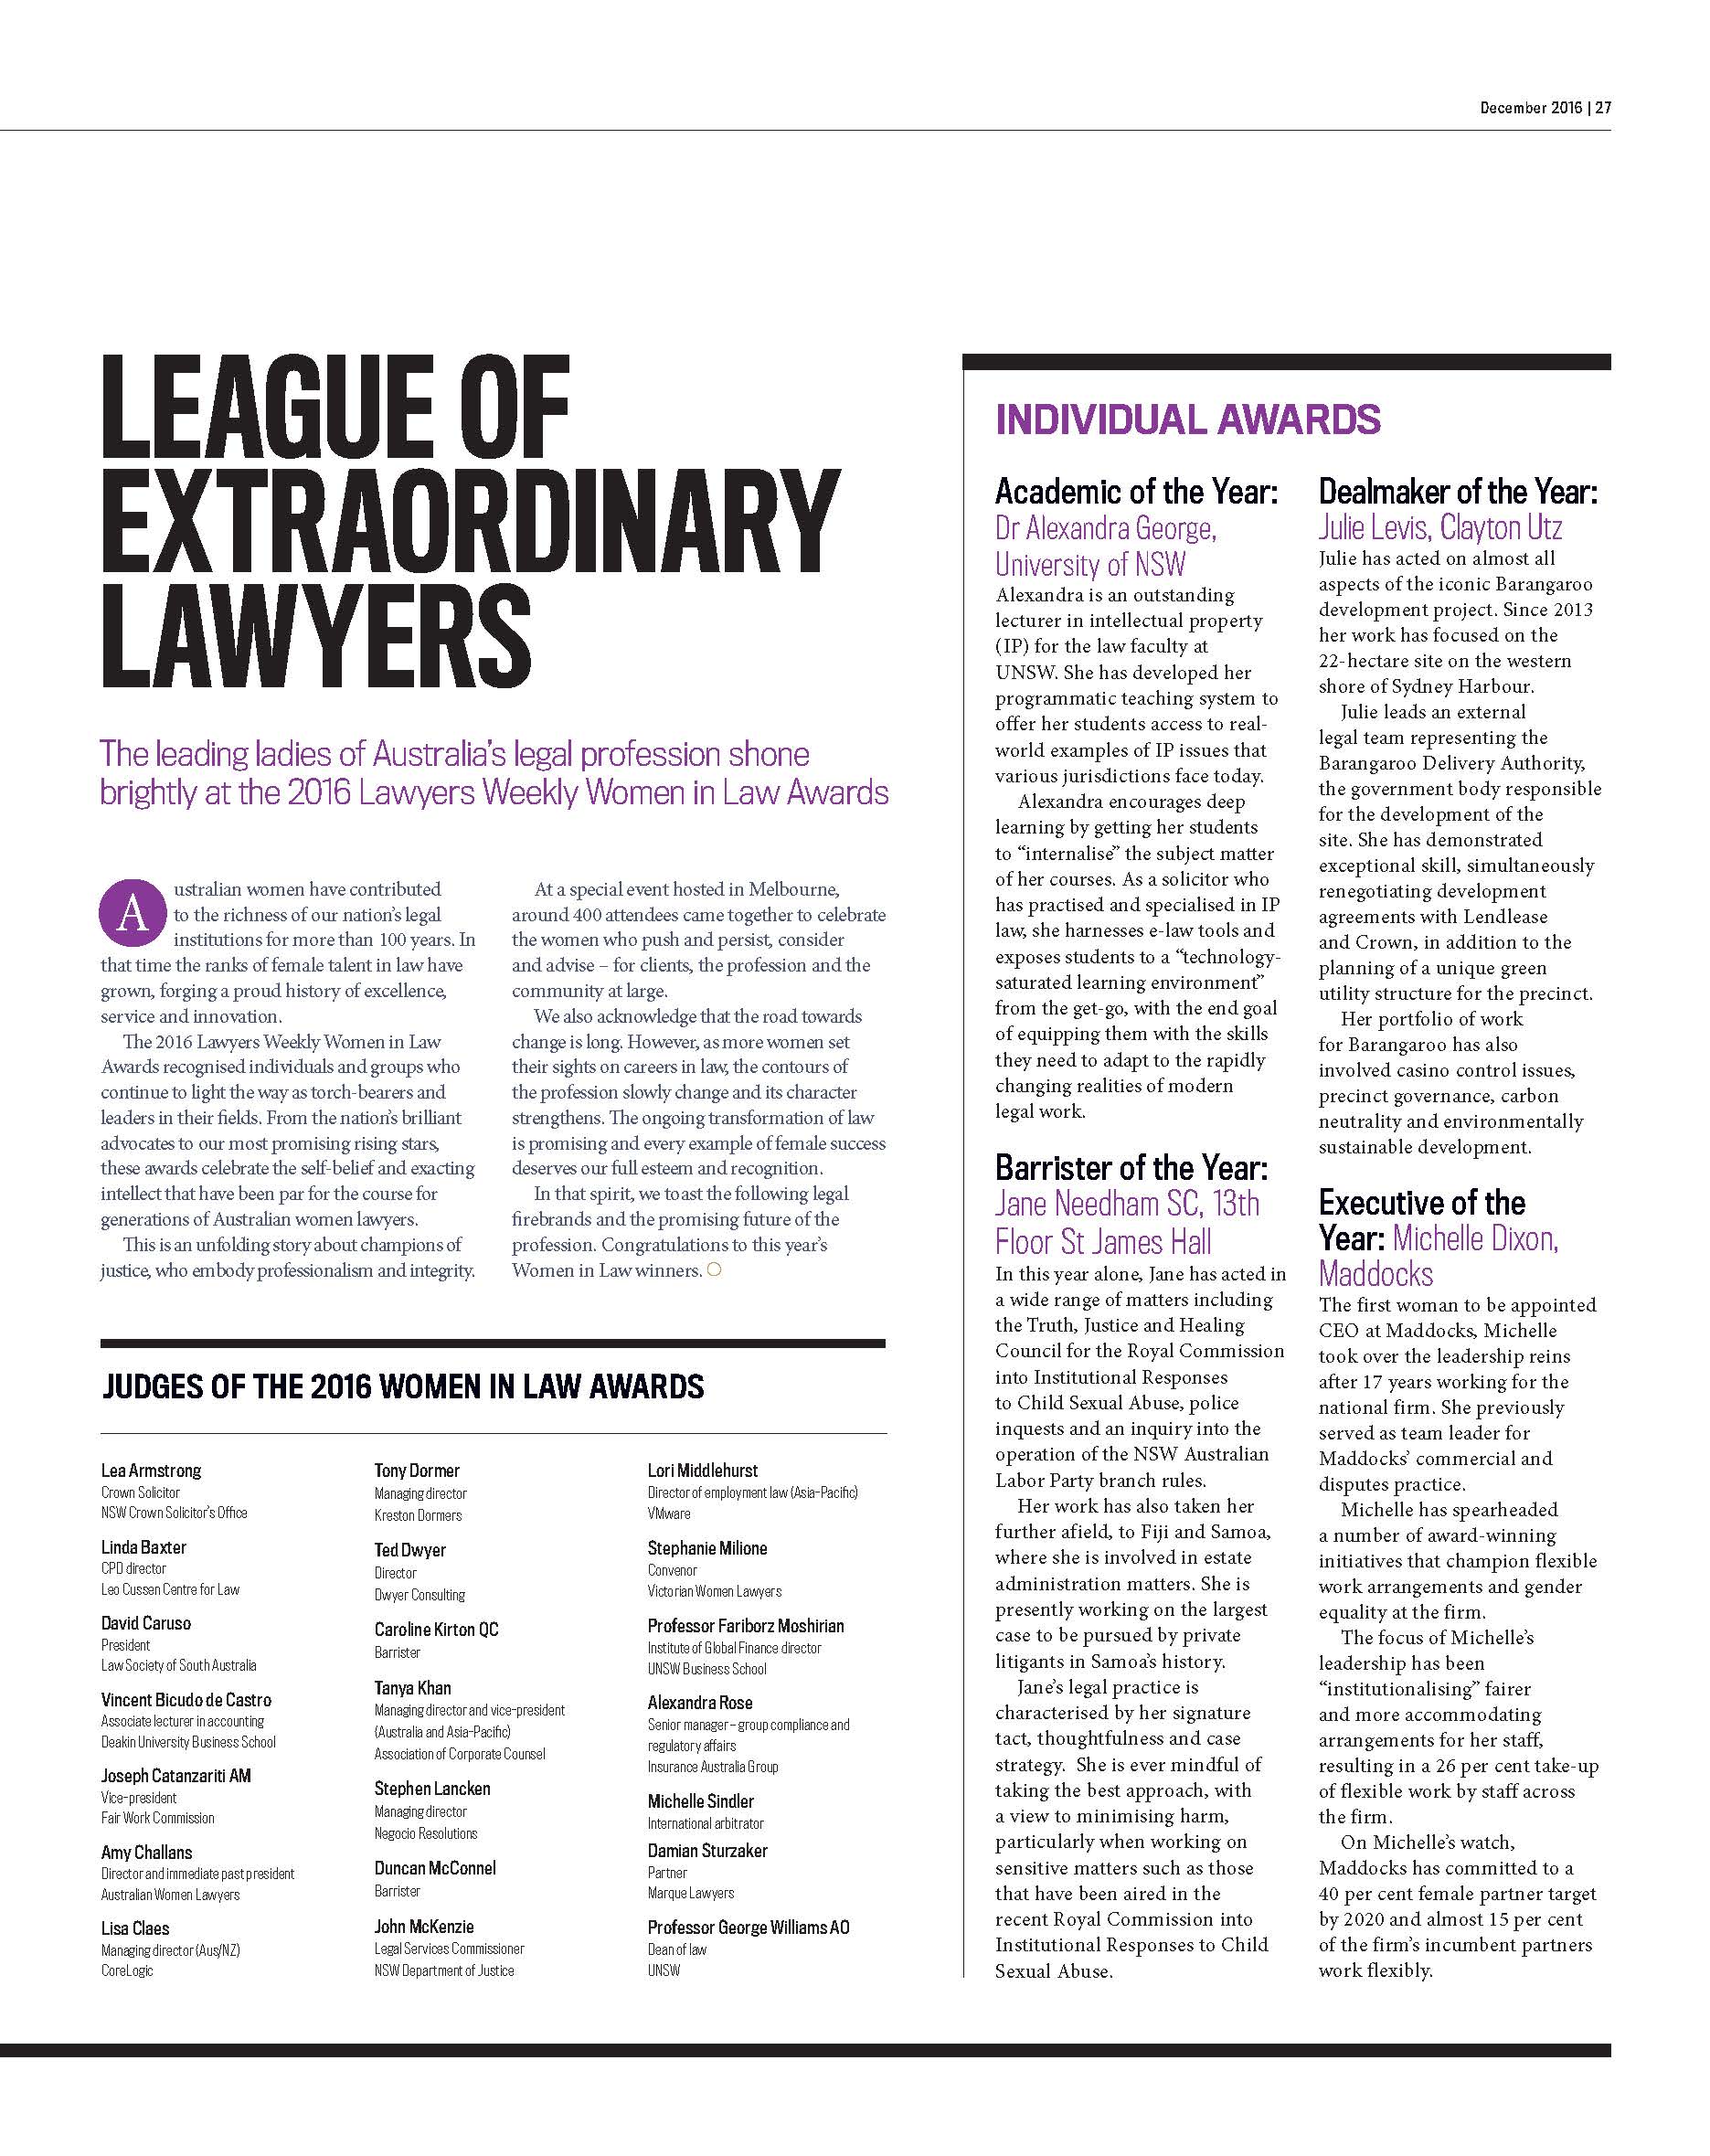 December 2016 | 27
LEAGUE OF
EXTRAORDINARY
LAWYERS
The leading ladies of Australia's legal profession shone
brightly at the 2016 Lawyers Weekly Women in Law Awards
Australian women have contributed
to the richness of our nation's legal
institutions for more than 100 years. In
that time the ranks of female talent in law have
grown, forging a proud history of excellence,
service and innovation.
The 2016 Lawyers Weekly Women in Law
Awards recognised individuals and groups who
continue to light the way as torch-bearers and
leaders in their fields. From the nation's brilliant
advocates to our most promising rising stars,
these awards celebrate the self-belief and exacting
intellect that have been par for the course for
generations of Australian women lawyers.
This is an unfolding story about champions of
justice, who embody professionalism and integrity.
At a special event hosted in Melbourne,
around 400 attendees came together to celebrate
the women who push and persist, consider
and advise – for clients, the profession and the
community at large.
We also acknowledge that the road towards
change is long. However, as more women set
their sights on careers in law, the contours of
the profession slowly change and its character
strengthens. The ongoing transformation of law
is promising and every example of female success
deserves our full esteem and recognition.
In that spirit, we toast the following legal
firebrands and the promising future of the
profession. Congratulations to this year's
Women in Law winners.
JUDGES OF THE 2016 WOMEN IN LAW AWARDS
Lea Armstrong
Crown Solicitor
NSW Crown Solicitor's Office
Linda Baxter
CPD director
Leo Cussen Centre for Law
David Caruso
President
Law Society of South Australia
Vincent Bicudo de Castro
Associate lecturer in accounting
Deakin University Business School
Joseph Catanzariti AM
Vice-president
Fair Work Commission
Amy Challans
Director and immediate past president
Australian Women Lawyers
Lisa Claes
Managing director (Aus/NZ)
CoreLogic
Tony Dormer
Managing director
Kreston Dormers
Ted Dwyer
Director
Dwyer Consulting
Caroline Kirton QC
Barrister
Tanya Khan
Managing director and vice-president
(Australia and Asia-Pacific)
Association of Corporate Counsel
Stephen Lancken
Managing director
Negocio Resolutions
Duncan McConnel
Barrister
John McKenzie
Legal Services Commissioner
NSW Department of Justice
Lori Middlehurst
Director of employment law (Asia-Pacific)
VMware
Stephanie Milione
Convenor
Victorian Women Lawyers
Professor Fariborz Moshirian
Institute of Global Finance director
UNSW Business School
Alexandra Rose
Senior manager – group compliance and
regulatory affairs
Insurance Australia Group
Michelle Sindler
International arbitrator
Damian Sturzaker
Partner
Marque Lawyers
Professor George Williams AO
Dean of law
UNSW
INDIVIDUAL AWARDS
Academic of the Year:
Dr Alexandra George,
University of NSW
Alexandra is an outstanding
lecturer in intellectual property
(IP) for the law faculty at
UNSW. She has developed her
programmatic teaching system to
offer her students access to real-
world examples of IP issues that
various jurisdictions face today.
Alexandra encourages deep
learning by getting her students
to "internalise" the subject matter
of her courses. As a solicitor who
has practised and specialised in IP
law, she harnesses e-law tools and
exposes students to a "technology-
saturated learning environment"
from the get-go, with the end goal
of equipping them with the skills
they need to adapt to the rapidly
changing realities of modern
legal work.
Barrister of the Year:
Jane Needham SC, 13th
Floor St James Hall
In this year alone, Jane has acted in
a wide range of matters including
the Truth, Justice and Healing
Council for the Royal Commission
into Institutional Responses
to Child Sexual Abuse, police
inquests and an inquiry into the
operation of the NSW Australian
Labor Party branch rules.
Her work has also taken her
further afield, to Fiji and Samoa,
where she is involved in estate
administration matters. She is
presently working on the largest
case to be pursued by private
litigants in Samoa's history.
Jane's legal practice is
characterised by her signature
tact, thoughtfulness and case
strategy. She is ever mindful of
taking the best approach, with
a view to minimising harm,
particularly when working on
sensitive matters such as those
that have been aired in the
recent Royal Commission into
Institutional Responses to Child
Sexual Abuse.
Dealmaker of the Year:
Julie Levis, Clayton Utz
Julie has acted on almost all
aspects of the iconic Barangaroo
development project. Since 2013
her work has focused on the
22-hectare site on the western
shore of Sydney Harbour.
Julie leads an external
legal team representing the
Barangaroo Delivery Authority,
the government body responsible
for the development of the
site. She has demonstrated
exceptional skill, simultaneously
renegotiating development
agreements with Lendlease
and Crown, in addition to the
planning of a unique green
utility structure for the precinct.
Her portfolio of work
for Barangaroo has also
involved casino control issues,
precinct governance, carbon
neutrality and environmentally
sustainable development.
Executive of the
Year: Michelle Dixon,
Maddocks
The first woman to be appointed
CEO at Maddocks, Michelle
took over the leadership reins
after 17 years working for the
national firm. She previously
served as team leader for
Maddocks' commercial and
disputes practice.
Michelle has spearheaded
a number of award-winning
initiatives that champion flexible
work arrangements and gender
equality at the firm.
The focus of Michelle's
leadership has been
"institutionalising" fairer
and more accommodating
arrangements for her staff,
resulting in a 26 per cent take-up
of flexible work by staff across
the firm.
On Michelle's watch,
Maddocks has committed to a
40 per cent female partner target
by 2020 and almost 15 per cent
of the firm's incumbent partners
work flexibly.